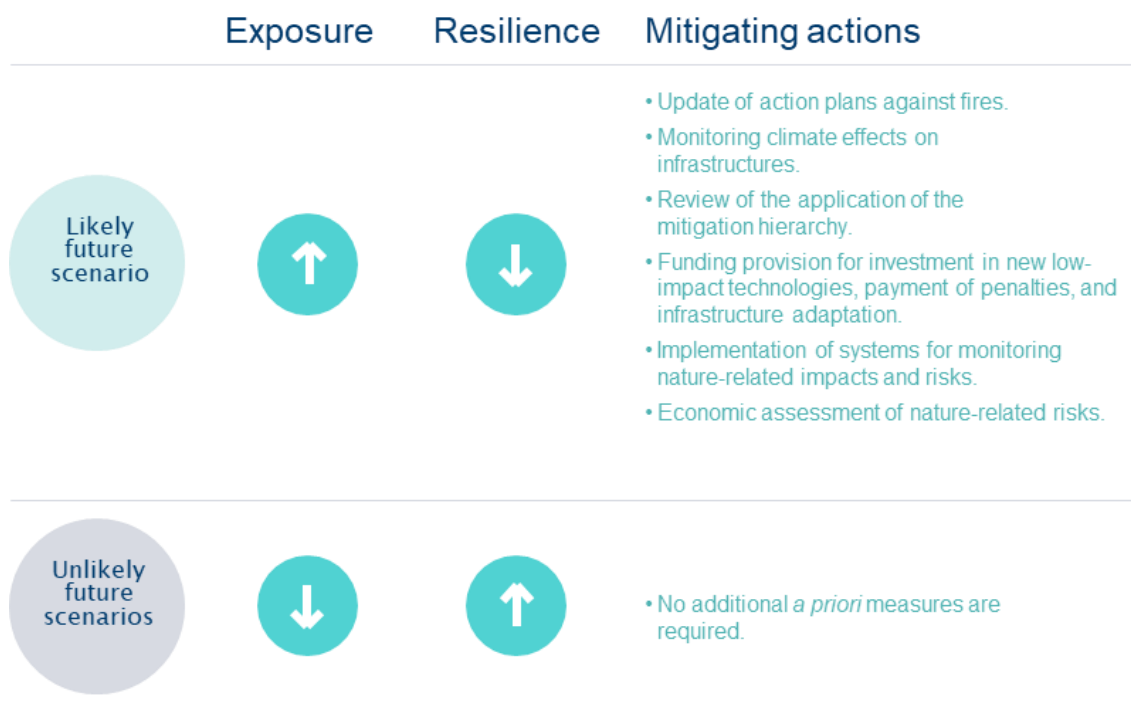 Exposure Resilience Mitigating actions
Likely
future
scenario
• Update of action plans against fires.
• Monitoring climate effects on
infrastructures.
• Review of the application of the
mitigation hierarchy.
• Funding provision for investment in new low-
impact technologies, payment of penalties, and
infrastructure adaptation.
• Implementation of systems for monitoring
nature-related impacts and risks.
• Economic assessment of nature-related risks.
Unlikely
future
scenarios
• No additional a priori measures are
required.